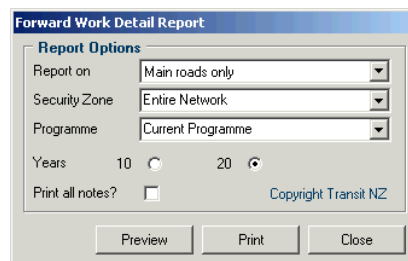 Forward Work Detail Report
Report Options
Report on Main roads only
Security Zone Entire Network
Programme Current Programme
Years 10 20
Print all notes? Copyright Transit NZ
Preview Print Close